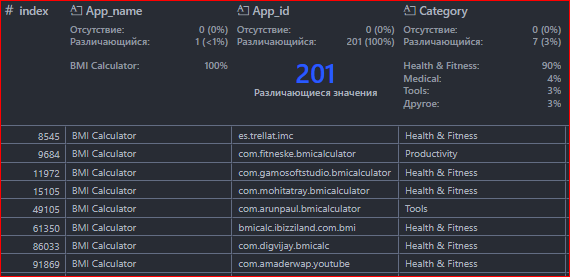 # index App_name App_id Category
Отсутствие: 0 (0%) Отсутствие: 0 (0%) Отсутствие: 0 (0%)
Различающийся: 1 (<1%) Различающийся: 201 (100%) Различающийся: 7 (3%)
BMI Calculator: 100% 201 Health & Fitness: 90%
Medical: 4%
Различающиеся значения Tools: 3%
Другое: 3%
8545 BMI Calculator es.trellat.imc Health & Fitness
9684 BMI Calculator com.fitneske.bmicalculator Productivity
11972 BMI Calculator com.gamosoftstudio.bmicalculator Health & Fitness
15105 BMI Calculator com.mohitatray.bmicalculator Health & Fitness
49105 BMI Calculator com.arunpaul.bmicalculator Tools
61350 BMI Calculator bmicalc.ibizziland.com.bmi Health & Fitness
86033 BMI Calculator com.digvijay.bmicalc Health & Fitness
91869 BMI Calculator com.amaderwap.youtube Health & Fitness